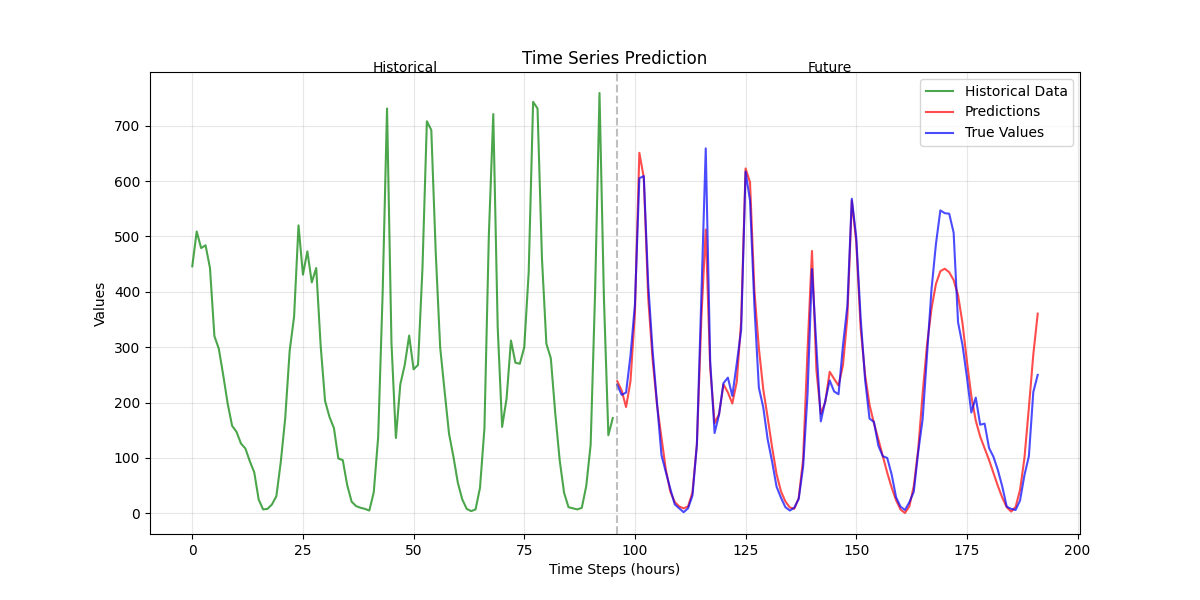 Time Series Prediction
Historical
Future
Historical Data
Predictions
True Values
Values
700
600
500
400
300
200
100
0
0
25
50
75
100
125
150
175
200
Time Steps (hours)